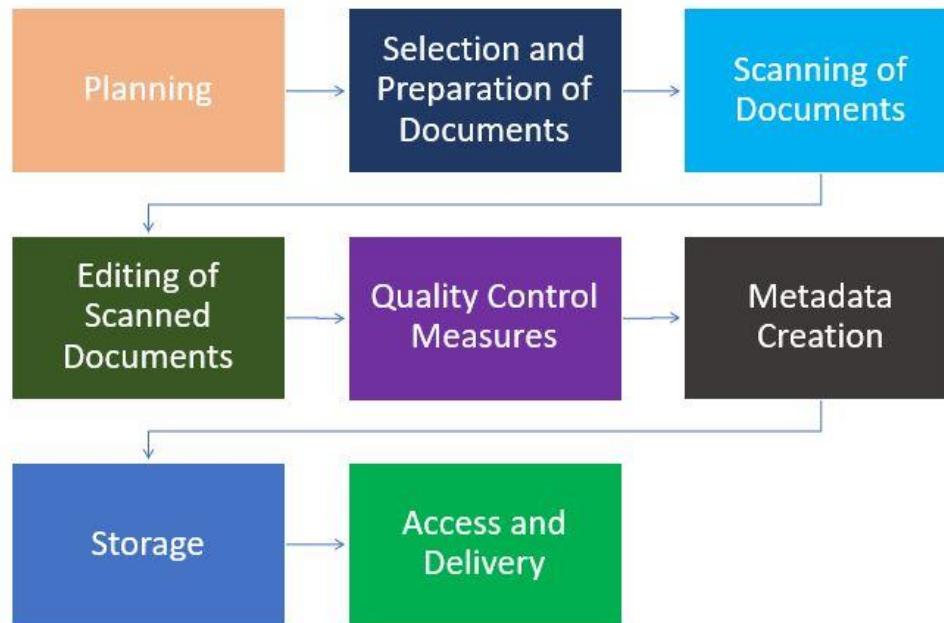 Planning
Selection and
Preparation of
Documents
Scanning of
Documents
Editing of
Scanned
Documents
Quality Control
Measures
Metadata
Creation
Storage
Access and
Delivery